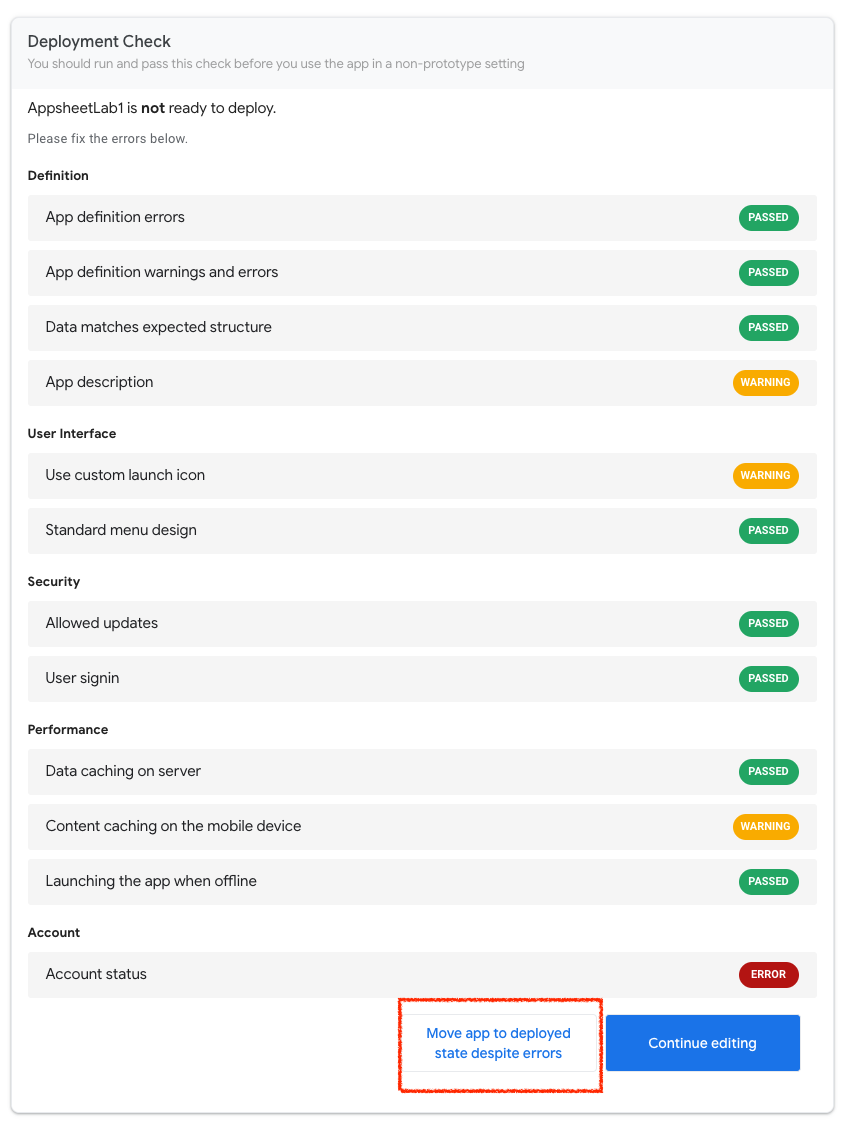 Deployment Check
You should run and pass this check before you use the app in a non-prototype setting
AppsheetLab1 is not ready to deploy.
Please fix the errors below.
Definition
App definition errors PASSED
App definition warnings and errors PASSED
Data matches expected structure PASSED
App description WARNING
User Interface
Use custom launch icon WARNING
Standard menu design PASSED
Security
Allowed updates PASSED
User signin PASSED
Performance
Data caching on server PASSED
Content caching on the mobile device WARNING
Launching the app when offline PASSED
Account
Account status ERROR
Move app to deployed
state despite errors
Continue editing